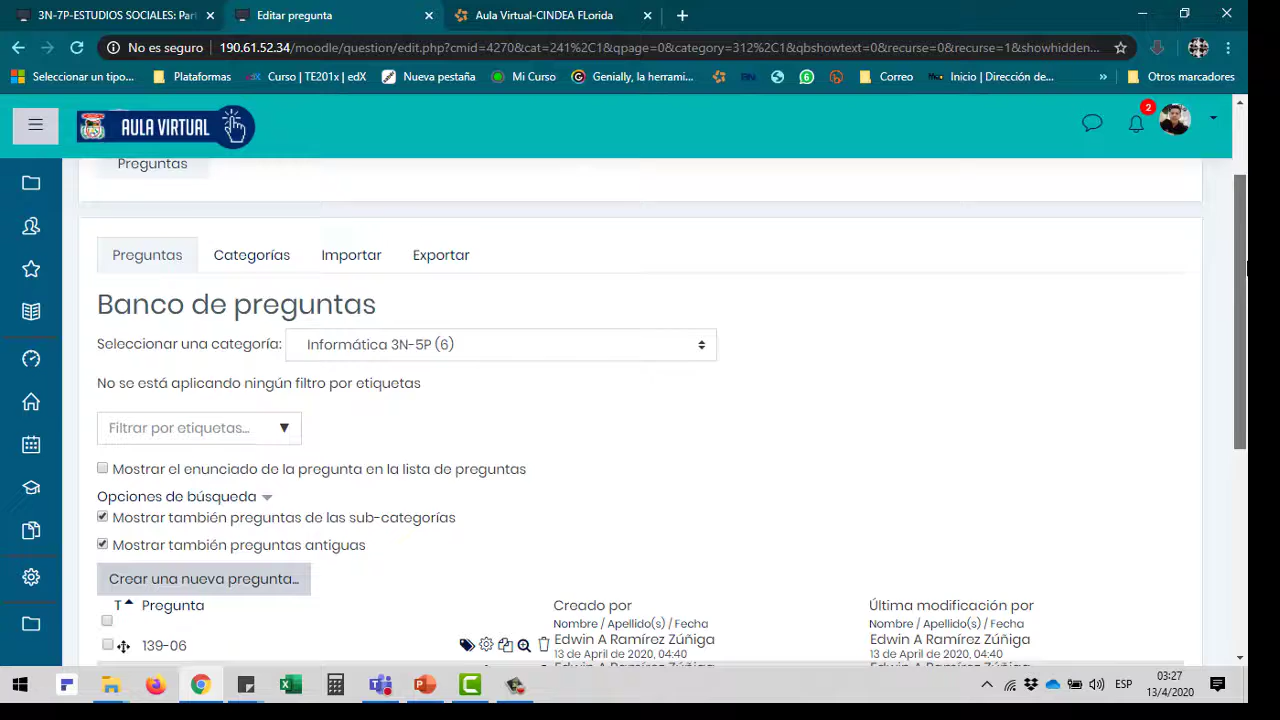 3N-7P-ESTUDIOS SOCIALES: Pari
Editar pregunta
Aula Virtual-CINDEA FLorida
No es seguro
190.61.52.34/moodle/question/edit.php?cmid=4270&cat=241%2C1&qpage=0&category=312%2C1&qbshowtext=0&recurse=0&recurse=1&showhidden...
Seleccionar un tipo...
Plataformas
Curso | TE201x | edX
Nueva pestaña
Mi Curso
Genially, la herrami...
Correo
Inicio | Dirección de...
»
Otros marcadores
AULA VIRTUAL
2
Preguntas
Preguntas
Categorías
Importar
Exportar
Banco de preguntas
Seleccionar una categoría:
Informática 3N-5P (6)
No se está aplicando ningún filtro por etiquetas
Filtrar por etiquetas... ▼
Mostrar el enunciado de la pregunta en la lista de preguntas
Opciones de búsqueda
Mostrar también preguntas de las sub-categorías
Mostrar también preguntas antiguas
Crear una nueva pregunta...
T Pregunta
Creado por
Última modificación por
Nombre / Apellido(s) / Fecha
Nombre / Apellido(s) / Fecha
139-06
Edwin A Ramírez Zúñiga
Edwin A Ramírez Zúñiga
13 de April de 2020, 04:40
13 de April de 2020, 04:40
Edwin A Ramírez Zúñiga
Edwin A Ramírez Zúñiga
ESP
03:27
13/4/2020